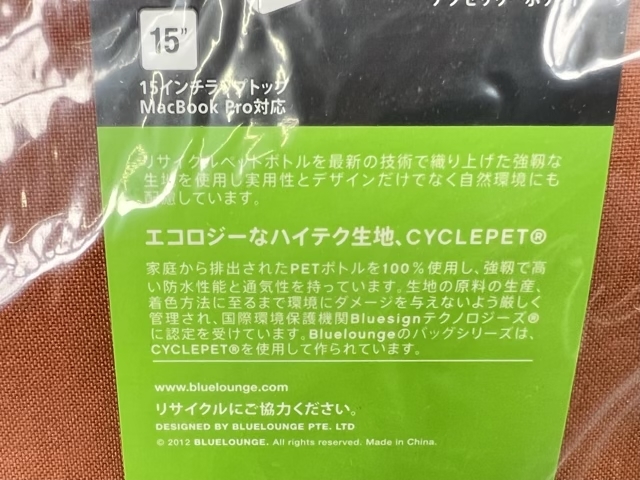 15"
15インチラップトップ
MacBook Pro対応
リサイクルペットボトルを最新の技術で織り上げた強靭な
生地を使用し実用性とデザインだけでなく自然環境にも
配慮しています。
エコロジーなハイテク生地、CYCLEPET®
家庭から排出されたPETボトルを100%使用し、強靭で高
い防水性能と通気性を持っています。生地の原料の生産、
着色方法に至るまで環境にダメージを与えないよう厳しく
管理され、国際環境保護機関Bluesignテクノロジーズ®
に認定を受けています。Blueloungeのバッグシリーズは、
CYCLEPET®を使用して作られています。
www.bluelounge.com
リサイクルにご協力ください。
DESIGNED BY BLUELOUNGE PTE. LTD
© 2012 BLUELOUNGE. All rights reserved. Made in China.